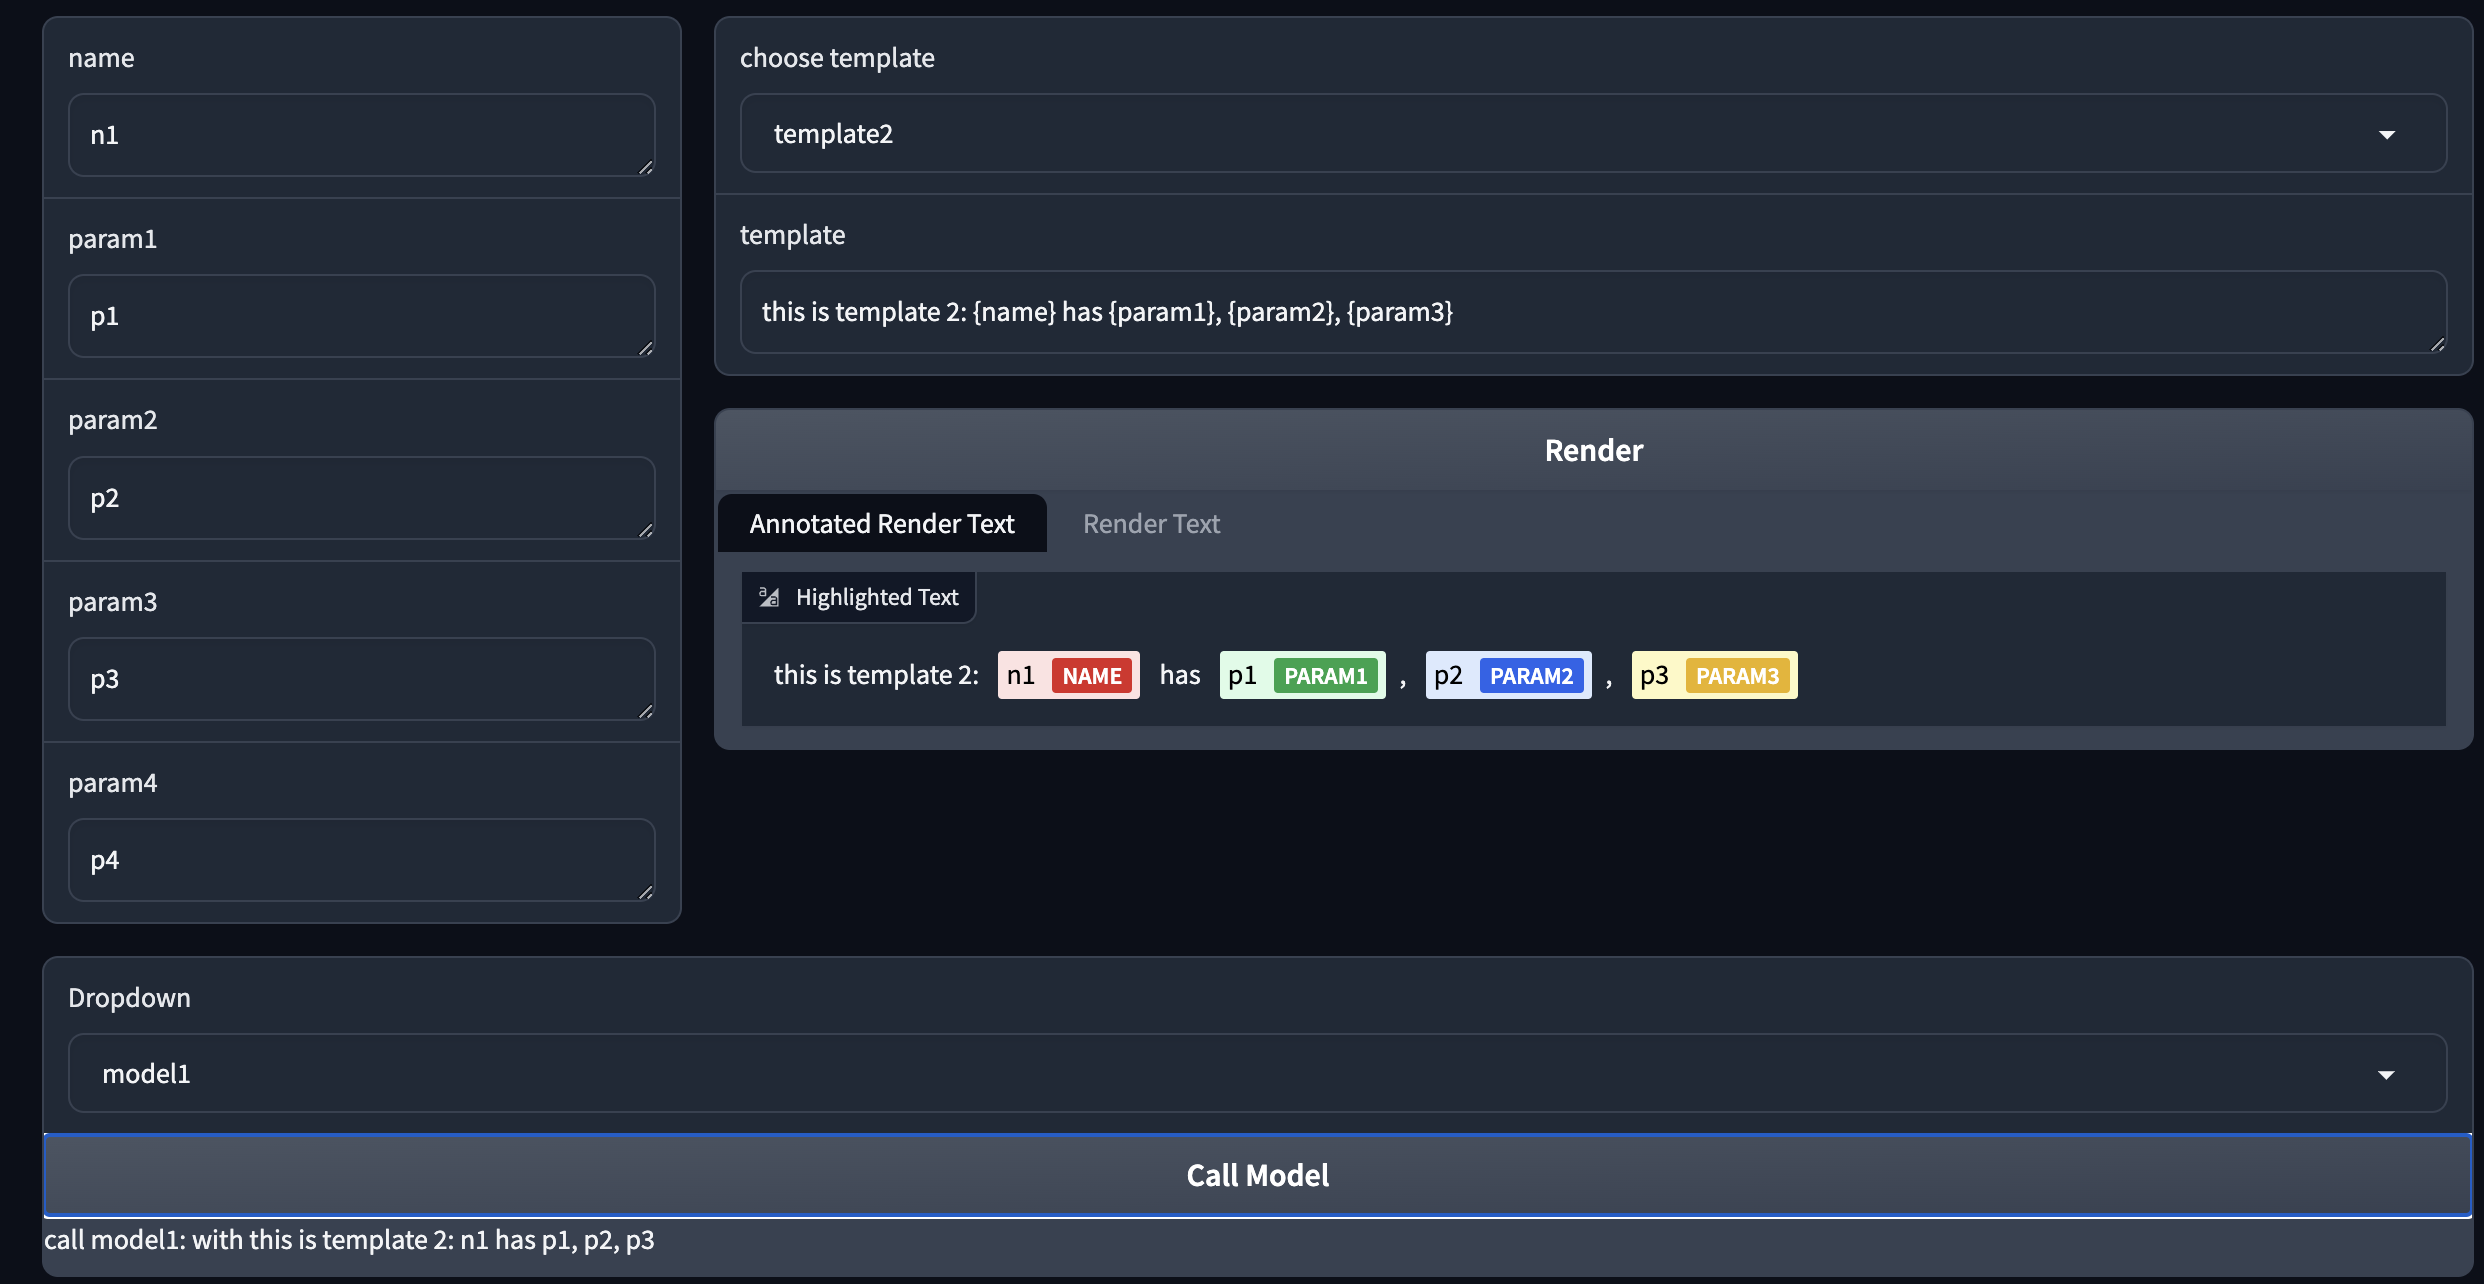 name
n1
param1
p1
param2
p2
param3
p3
param4
p4
choose template
template2
template
this is template 2: {name} has {param1}, {param2}, {param3}
Render
Annotated Render Text
Render Text
Highlighted Text
this is template 2: n1 NAME has p1 PARAM1 , p2 PARAM2 , p3 PARAM3
Dropdown
model1
Call Model
call model1: with this is template 2: n1 has p1, p2, p3